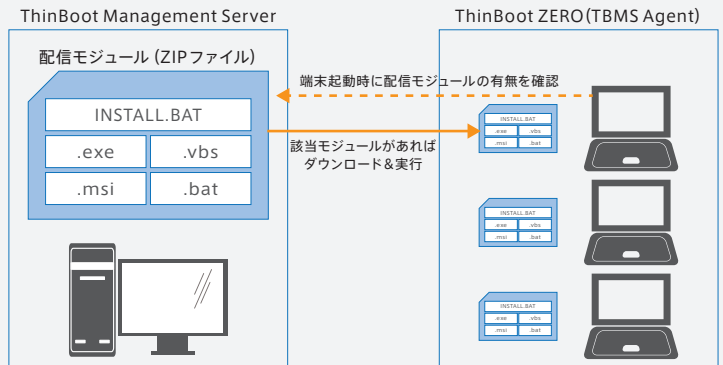 ThinBoot Management Server
配信モジュール (ZIPファイル)
INSTALL.BAT
.exe .vbs
.msi .bat
端末起動時に配信モジュールの有無を確認
該当モジュールがあれば
ダウンロード&実行
ThinBoot ZERO(TBMS Agent)
INSTALL.BAT
.exe .vbs
.msi .bat
INSTALL.BAT
.exe .vbs
.msi .bat
INSTALL.BAT
.exe .vbs
.msi .bat